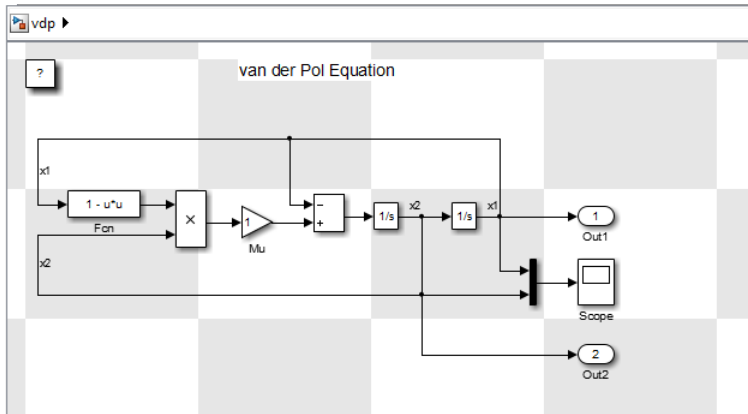 vdp
?
van der Pol Equation
x1
1 - u*u
Fcn
×
1
Mu
−
+
1/s
x2
1/s
x1
1
Out1
x2
Scope
2
Out2